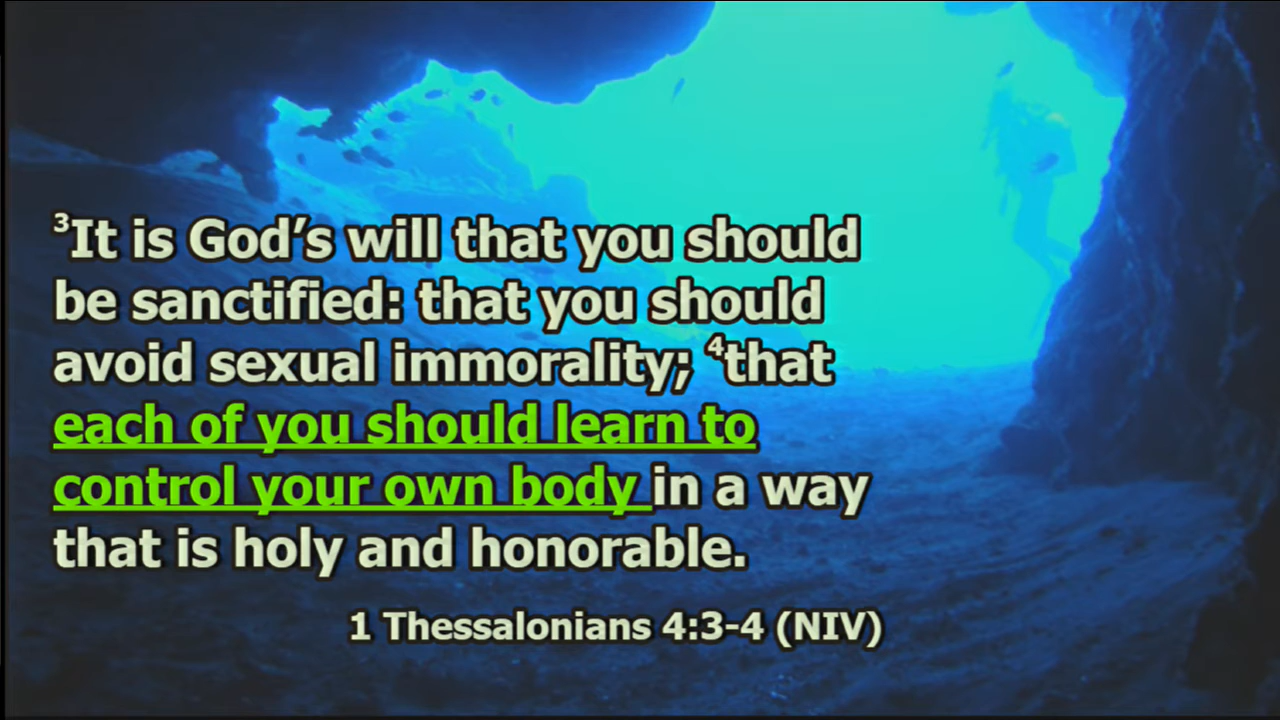 ³It is God’s will that you should
be sanctified: that you should
avoid sexual immorality; ⁴that
each of you should learn to
control your own body in a way
that is holy and honorable.
1 Thessalonians 4:3-4 (NIV)